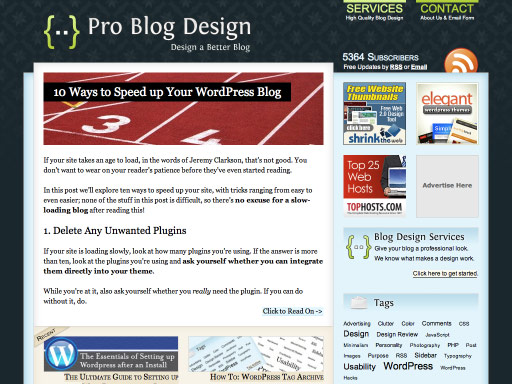 {..} Pro Blog Design
Design a Better Blog
SERVICES
High Quality Blog Design
CONTACT
About Us & Email Form
5364 SUBSCRIBERS
Free Updates by RSS or Email
10 Ways to Speed up Your WordPress Blog
If your site takes an age to load, in the words of Jeremy Clarkson, that's not good. You
don't want to wear on your reader's patience before they've even started reading.
In this post we'll explore ten ways to speed up your site, with tricks ranging from easy to
even easier; none of the stuff in this post is difficult, so there's no excuse for a slow-
loading blog after reading this!
1. Delete Any Unwanted Plugins
If your site is loading slowly, look at how many plugins you're using. If the answer is more
than ten, look at the plugins you're using and ask yourself whether you can integrate
them directly into your theme.
While you're at it, also ask yourself whether you really need the plugin. If you can do
without it, do.
Click to Read On ->
RECENT
The Essentials of Setting up
Wordpress after an Install
THE ULTIMATE GUIDE TO SETTING UP
HOW TO: WORDPRESS TAG ARCHIVE
Free Website
Thumbnails
Free Web
2.0 Design
Tool
click here
shrinktheweb
elegant
wordpress themes
Simpl
Top 25
Web
Hosts
TOPHOSTS.COM
Advertise Here
{..} Blog Design Services
Give your blog a professional look.
We know what makes a design work.
Click here to get started.
Tags
Advertising Clutter Color Comments CSS
Design Design Review JavaScript
Minimalism Personality Photography PHP Post
Images Purpose RSS Sidebar Typography
Usability WordPress WordPress
Hacks